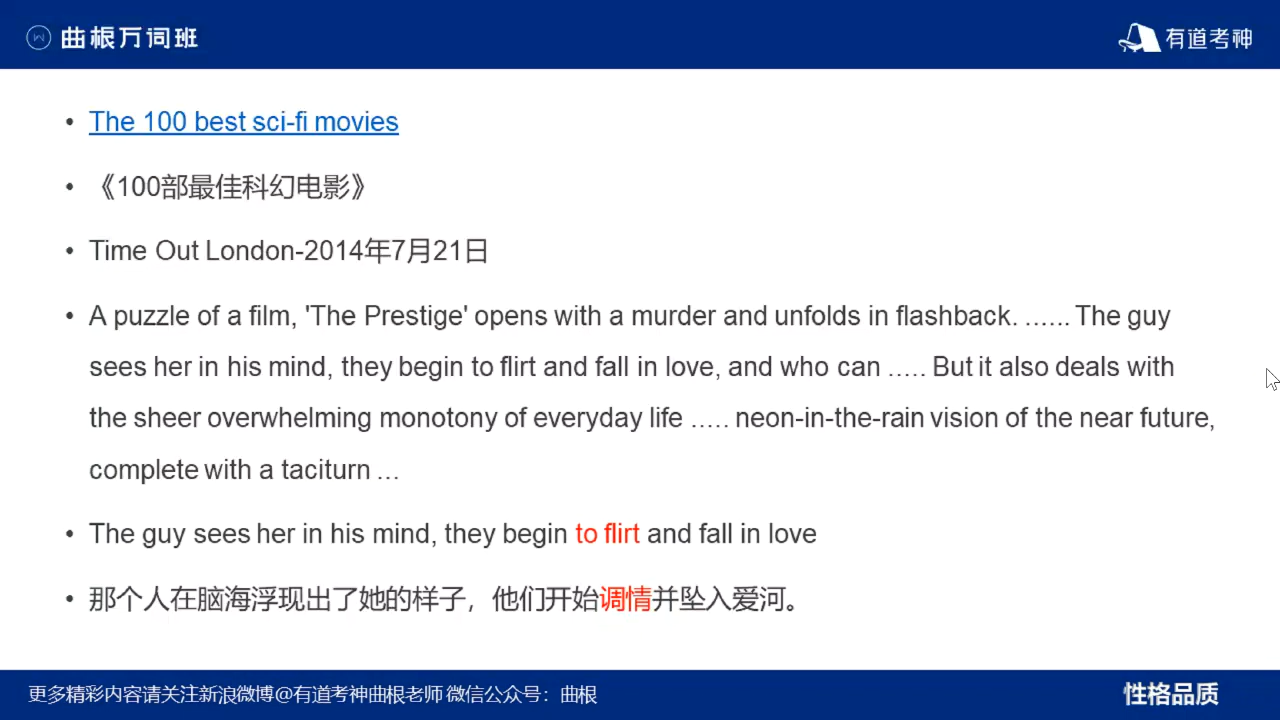 曲根万词班
有道考神
• The 100 best sci-fi movies
• 《100部最佳科幻电影》
• Time Out London-2014年7月21日
• A puzzle of a film, 'The Prestige' opens with a murder and unfolds in flashback. ...... The guy
sees her in his mind, they begin to flirt and fall in love, and who can ..... But it also deals with
the sheer overwhelming monotony of everyday life ..... neon-in-the-rain vision of the near future,
complete with a taciturn ...
• The guy sees her in his mind, they begin to flirt and fall in love
• 那个人在脑海浮现出了她的样子，他们开始调情并坠入爱河。
更多精彩内容请关注新浪微博@有道考神曲根老师 微信公众号：曲根
性格品质